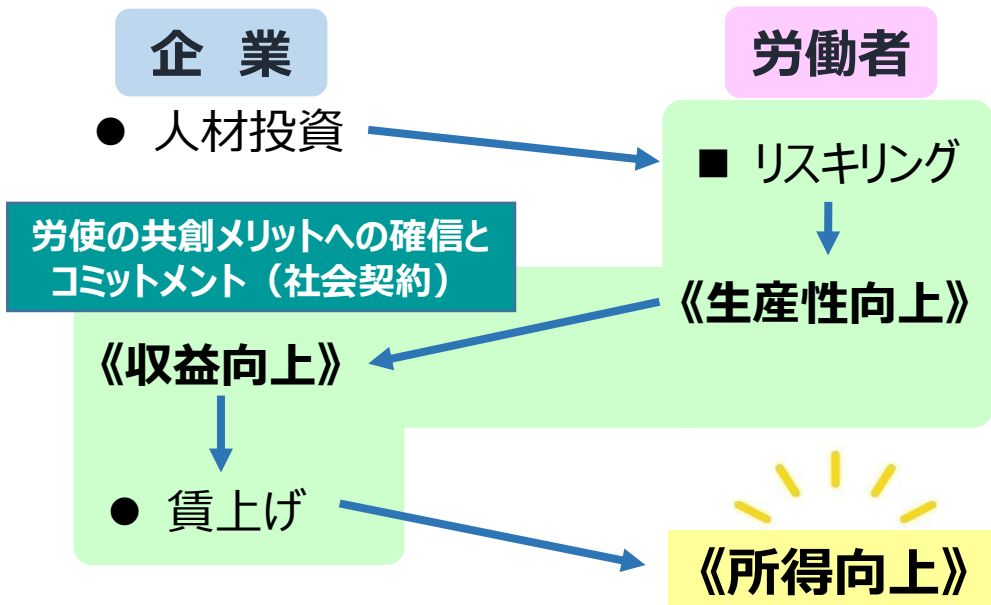 企 業
労働者
● 人材投資
■ リスキリング
労使の共創メリットへの確信と
コミットメント（社会契約）
《生産性向上》
《収益向上》
● 賃上げ
《所得向上》